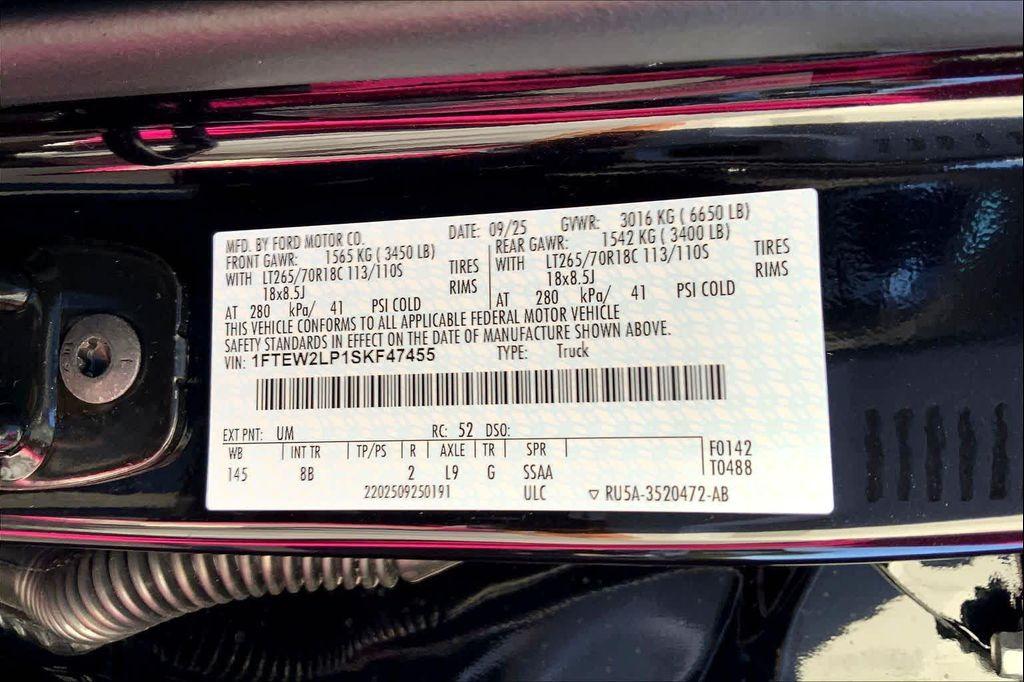 MFD. BY FORD MOTOR CO. DATE: 09/25 GVWR: 3016 KG ( 6650 LB)
FRONT GAWR: 1565 KG ( 3450 LB) REAR GAWR: 1542 KG ( 3400 LB)
WITH LT265/70R18C 113/110S TIRES WITH LT265/70R18C 113/110S TIRES
18x8.5J RIMS 18x8.5J RIMS
AT 280 kPa/ 41 PSI COLD AT 280 kPa/ 41 PSI COLD
THIS VEHICLE CONFORMS TO ALL APPLICABLE FEDERAL MOTOR VEHICLE
SAFETY STANDARDS IN EFFECT ON THE DATE OF MANUFACTURE SHOWN ABOVE.
VIN: 1FTEW2LP1SKF47455 TYPE: Truck
EXT PNT: UM RC: 52 DSO:
WB INT TR TP/PS R AXLE TR SPR F0142
145 8B 2 L9 G SSAA T0488
2202509250191 ULC ▽ RU5A-3520472-AB